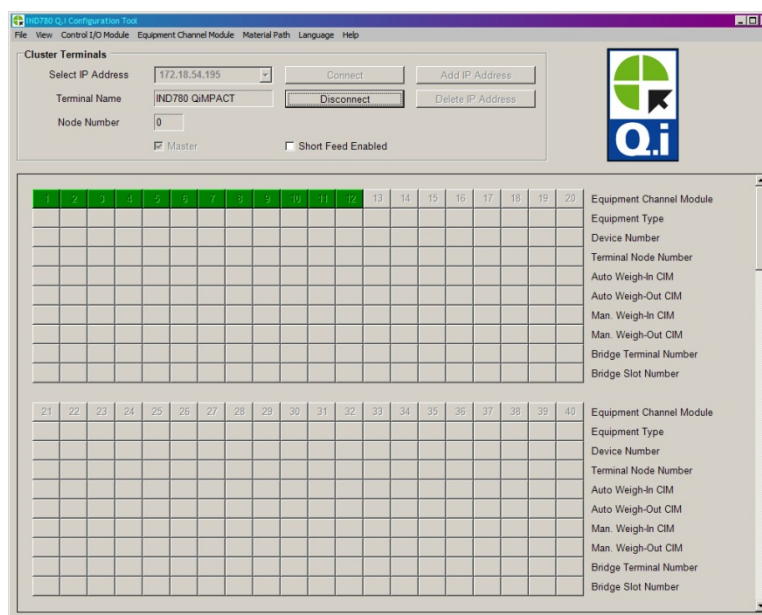 IND780 Q.i Configuration Tool
File View Control I/O Module Equipment Channel Module Material Path Language Help
Cluster Terminals
Select IP Address 172.18.54.195 Connect Add IP Address
Terminal Name IND780 QiMPACT Disconnect Delete IP Address
Node Number 0
Master Short Feed Enabled
Q.i
1 2 3 4 5 6 7 8 9 10 11 12 13 14 15 16 17 18 19 20 Equipment Channel Module
Equipment Type
Device Number
Terminal Node Number
Auto Weigh-In CIM
Auto Weigh-Out CIM
Man. Weigh-In CIM
Man. Weigh-Out CIM
Bridge Terminal Number
Bridge Slot Number
21 22 23 24 25 26 27 28 29 30 31 32 33 34 35 36 37 38 39 40 Equipment Channel Module
Equipment Type
Device Number
Terminal Node Number
Auto Weigh-In CIM
Auto Weigh-Out CIM
Man. Weigh-In CIM
Man. Weigh-Out CIM
Bridge Terminal Number
Bridge Slot Number